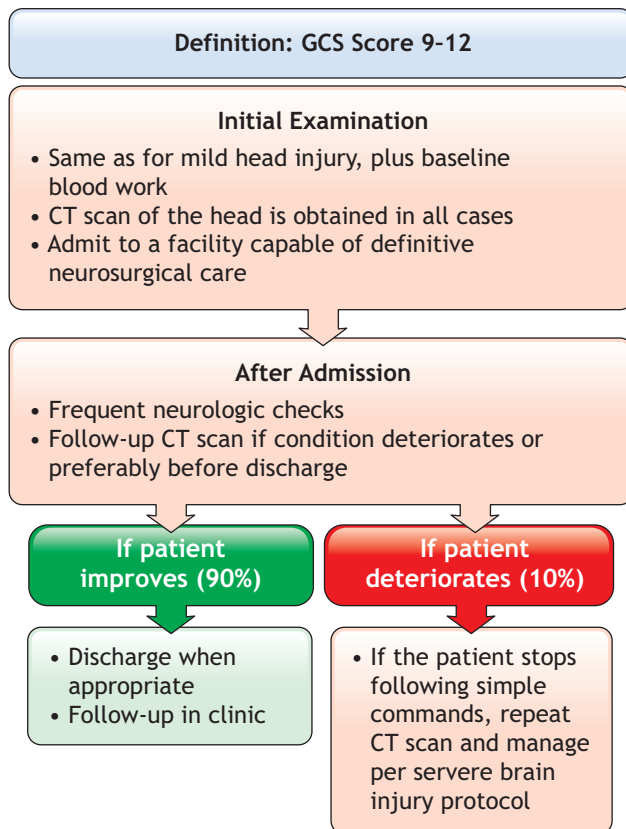 Definition: GCS Score 9–12
Initial Examination
• Same as for mild head injury, plus baseline
blood work
• CT scan of the head is obtained in all cases
• Admit to a facility capable of definitive
neurosurgical care
After Admission
• Frequent neurologic checks
• Follow-up CT scan if condition deteriorates or
preferably before discharge
If patient
improves (90%)
• Discharge when
appropriate
• Follow-up in clinic
If patient
deteriorates (10%)
• If the patient stops
following simple
commands, repeat
CT scan and manage
per servere brain
injury protocol